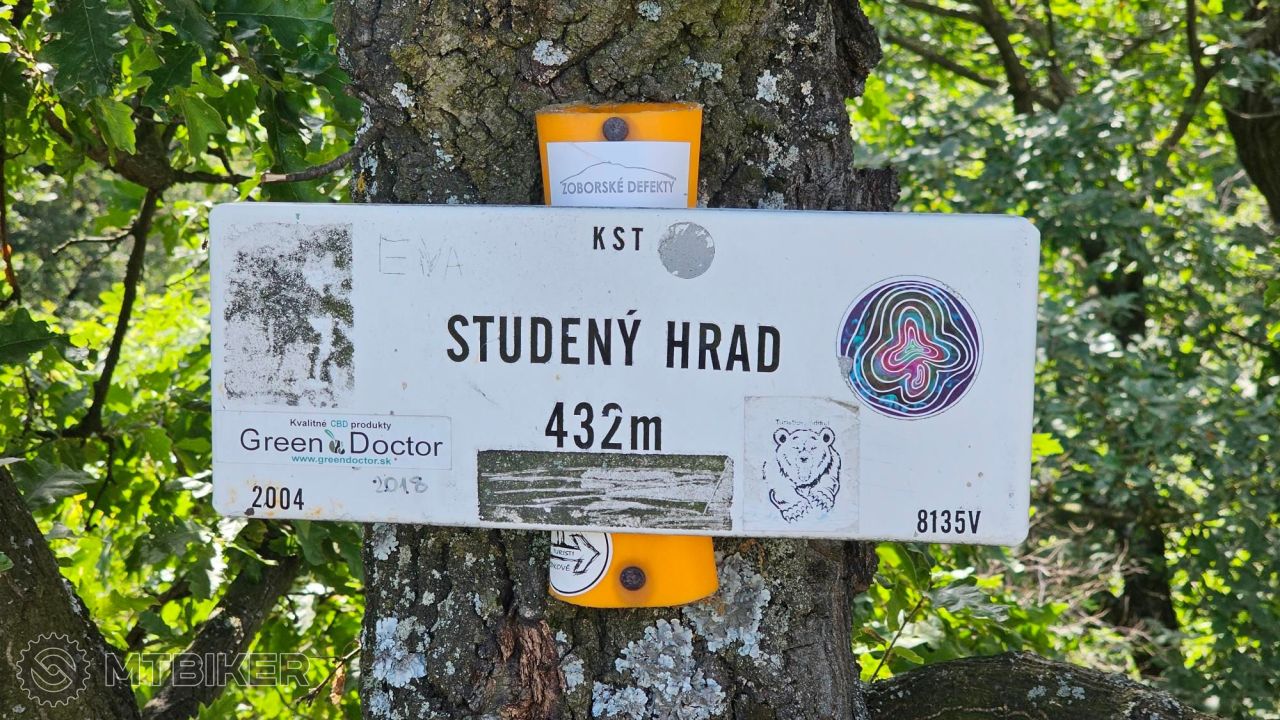 ZOBORSKÉ DEFEKTY
KST
EVA
STUDENÝ HRAD
432m
Kvalitné CBD produkty
Green Doctor
www.greendoctor.sk
2018
2004
8135V
MTBIKER